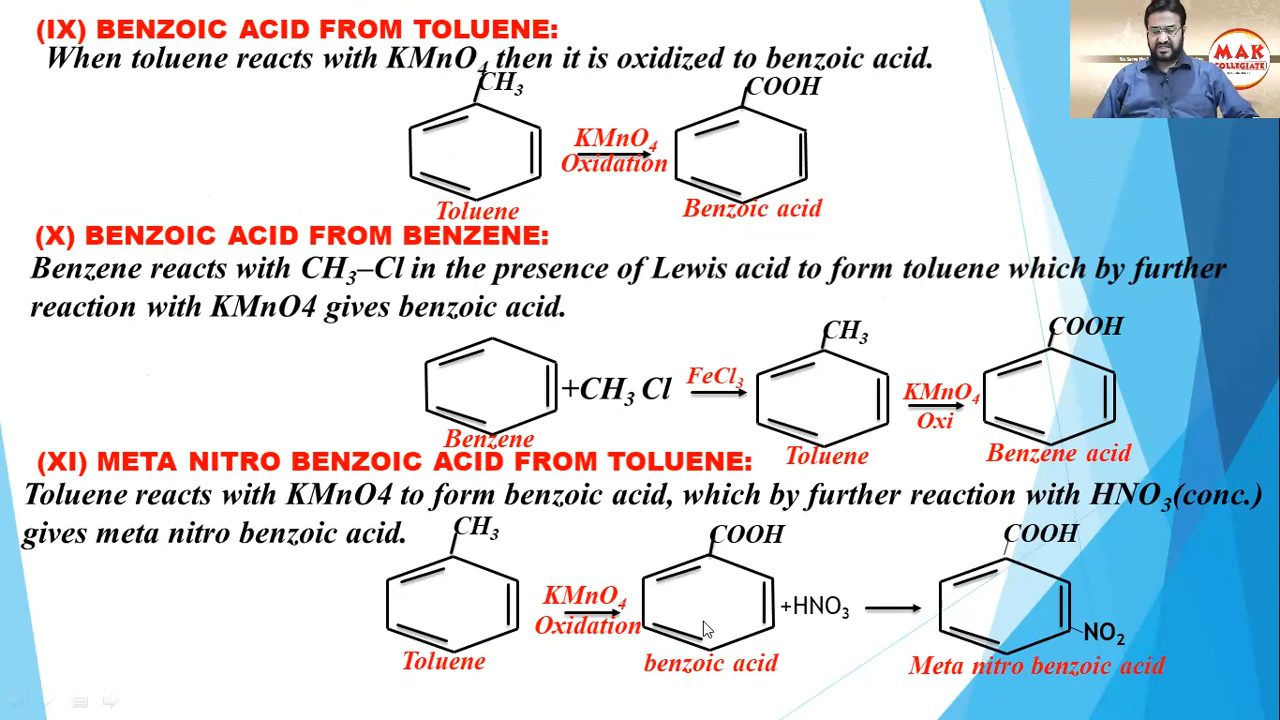 (IX) BENZOIC ACID FROM TOLUENE:
When toluene reacts with KMnO₄ then it is oxidized to benzoic acid.
CH₃
COOH
KMnO₄
Oxidation
Toluene
Benzoic acid
(X) BENZOIC ACID FROM BENZENE:
Benzene reacts with CH₃–Cl in the presence of Lewis acid to form toluene which by further
reaction with KMnO4 gives benzoic acid.
CH₃
COOH
+CH₃ Cl
FeCl₃
KMnO₄
Oxi
Benzene
Toluene
Benzene acid
(XI) META NITRO BENZOIC ACID FROM TOLUENE:
Toluene reacts with KMnO4 to form benzoic acid, which by further reaction with HNO₃(conc.)
gives meta nitro benzoic acid.
CH₃
COOH
COOH
KMnO₄
Oxidation
+HNO₃
NO₂
Toluene
benzoic acid
Meta nitro benzoic acid
MAK
COLLEGIATE